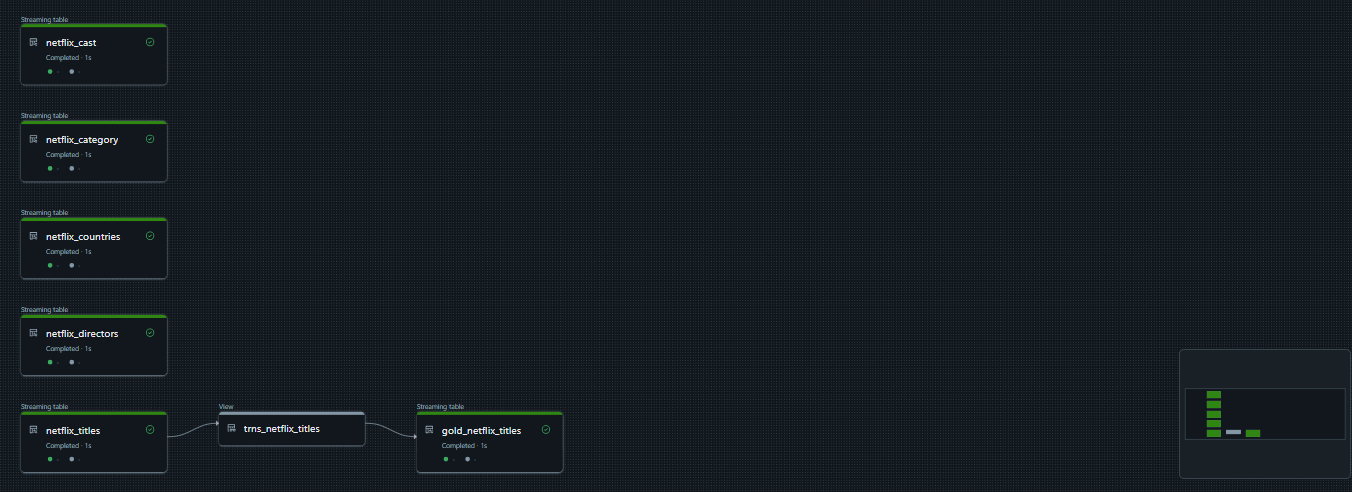 Streaming table
netflix_cast
Completed · 1s
Streaming table
netflix_category
Completed · 1s
Streaming table
netflix_countries
Completed · 1s
Streaming table
netflix_directors
Completed · 1s
Streaming table
netflix_titles
Completed · 1s
View
trns_netflix_titles
Streaming table
gold_netflix_titles
Completed · 1s